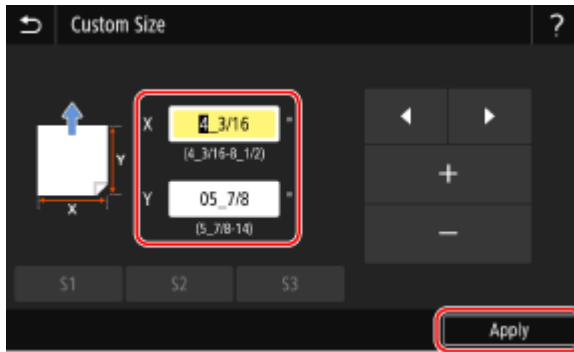 Custom Size
?
X 4_3/16 "
(4_3/16-8_1/2)
Y
X
Y 05_7/8 "
(5_7/8-14)
+
−
S1 S2 S3
Apply